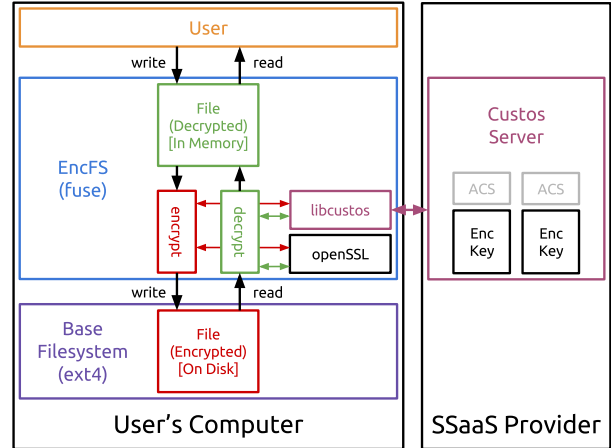 User
write
read
File
(Decrypted)
[In Memory]
EncFS
(fuse)
encrypt
decrypt
libcustos
openSSL
write
read
Base
Filesystem
(ext4)
File
(Encrypted)
[On Disk]
User's Computer
Custos
Server
ACS
ACS
Enc
Key
Enc
Key
SSaaS Provider